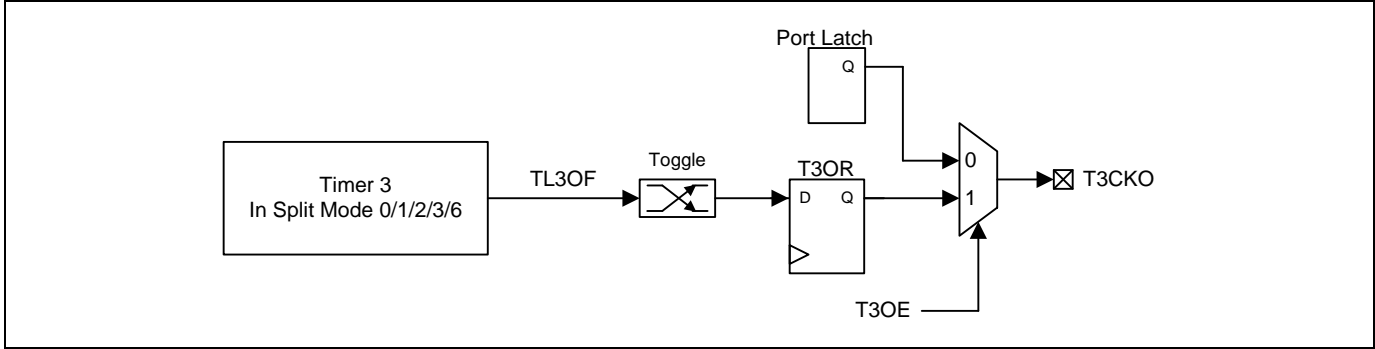 Port Latch
Q
Timer 3
In Split Mode 0/1/2/3/6
TL3OF
Toggle
T3OR
D Q
0
1
T3CKO
T3OE